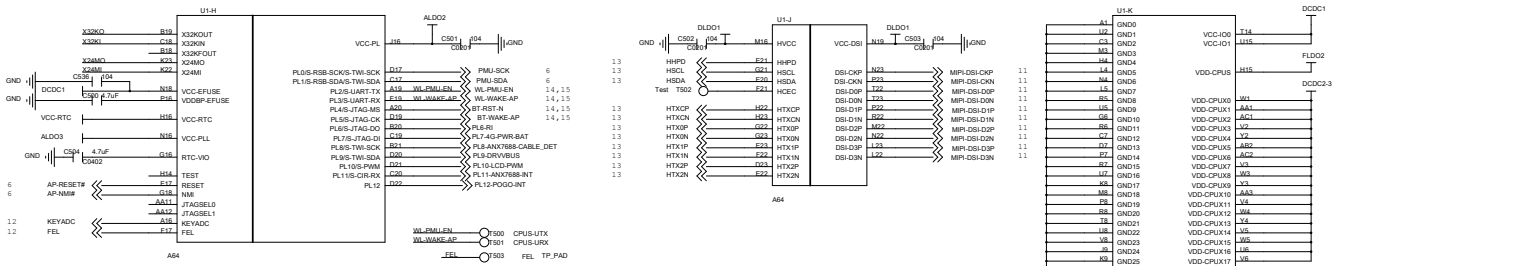 U1-H
X32KO B19 X32KOUT
X32KI C18 X32KIN
B18 X32KFOUT
X24MO K23 X24MO
X24MI K22 X24MI
GND C536 104
DCDC1 N18 VCC-EFUSE
GND 4.7uF P16 VDDBP-EFUSE
VCC-RTC H16 VCC-RTC
ALDO3 N16 VCC-PLL
GND C504 4.7uF C0402 G16 RTC-VIO
H14 TEST
6 AP-RESET# F17 RESET
6 AP-NMI# G18 NMI
AA11 JTAGSEL0
AA12 JTAGSEL1
12 KEYADC A16 KEYADC
12 FEL E17 FEL
A64
ALDO2
VCC-PL J16 C501 104 C0201 GND
PL0/S-RSB-SCK/S-TWI-SCK D17 PMU-SCK 6
PL1/S-RSB-SDA/S-TWI-SDA C17 PMU-SDA 6
PL2/S-UART-TX A19 WL-PMU-EN WL-PMU-EN 14,15
PL3/S-UART-RX E19 WL-WAKE-AP WL-WAKE-AP 14,15
PL4/S-JTAG-MS A20 BT-RST-N 14,15
PL5/S-JTAG-CK D19 BT-WAKE-AP 14,15
PL6/S-JTAG-DO B20 PL6-RI
PL7/S-JTAG-DI C19 PL7-4G-PWR-BAT
PL8/S-TWI-SCK B21 PL8-ANX7688-CABLE_DET
PL9/S-TWI-SDA D20 PL9-DRVVBUS
PL10/S-PWM D21 PL10-LCD-PWM
PL11/S-CIR-RX C20 PL11-ANX7688-INT
PL12 D22 PL12-POGO-INT
WL-PMU-EN T500 CPUS-UTX
WL-WAKE-AP T501 CPUS-URX
FEL T503 FEL TP_PAD
U1-J
DLDO1
GND C502 104 C0201 M16 HVCC
13 HHPD E21 HHPD
13 HSCL G21 HSCL
13 HSDA F20 HSDA
Test T502 F21 HCEC
13 HTXCP H22 HTXCP
13 HTXCN H23 HTXCN
13 HTX0P G22 HTX0P
13 HTX0N G23 HTX0N
13 HTX1P F23 HTX1P
13 HTX1N F22 HTX1N
13 HTX2P D23 HTX2P
13 HTX2N E22 HTX2N
A64
DLDO1
VCC-DSI N19 C503 104 C0201 GND
DSI-CKP N23 MIPI-DSI-CKP 11
DSI-CKN P23 MIPI-DSI-CKN 11
DSI-D0P T22 MIPI-DSI-D0P 11
DSI-D0N T23 MIPI-DSI-D0N 11
DSI-D1P P22 MIPI-DSI-D1P 11
DSI-D1N R22 MIPI-DSI-D1N 11
DSI-D2P M22 MIPI-DSI-D2P 11
DSI-D2N N22 MIPI-DSI-D2N 11
DSI-D3P L23 MIPI-DSI-D3P 11
DSI-D3N L22 MIPI-DSI-D3N 11
U1-K
A1 GND0
U2 GND1
C3 GND2
M3 GND3
H4 GND4
L4 GND5
N4 GND6
L5 GND7
R5 GND8
U5 GND9
G6 GND10
R6 GND11
C7 GND12
D7 GND13
P7 GND14
R7 GND15
U7 GND16
K8 GND17
M8 GND18
P8 GND19
R8 GND20
T8 GND21
U8 GND22
V8 GND23
J9 GND24
K9 GND25
DCDC1
VCC-IO0 T14
VCC-IO1 U15
FLDO2
VDD-CPUS H15
DCDC2-3
VDD-CPUX0 W1
VDD-CPUX1 AA1
VDD-CPUX2 AC1
VDD-CPUX3 V2
VDD-CPUX4 Y2
VDD-CPUX5 AB2
VDD-CPUX6 AC2
VDD-CPUX7 V3
VDD-CPUX8 W3
VDD-CPUX9 Y3
VDD-CPUX10 AA3
VDD-CPUX11 V4
VDD-CPUX12 W4
VDD-CPUX13 Y4
VDD-CPUX14 V5
VDD-CPUX15 W5
VDD-CPUX16 U6
VDD-CPUX17 V6